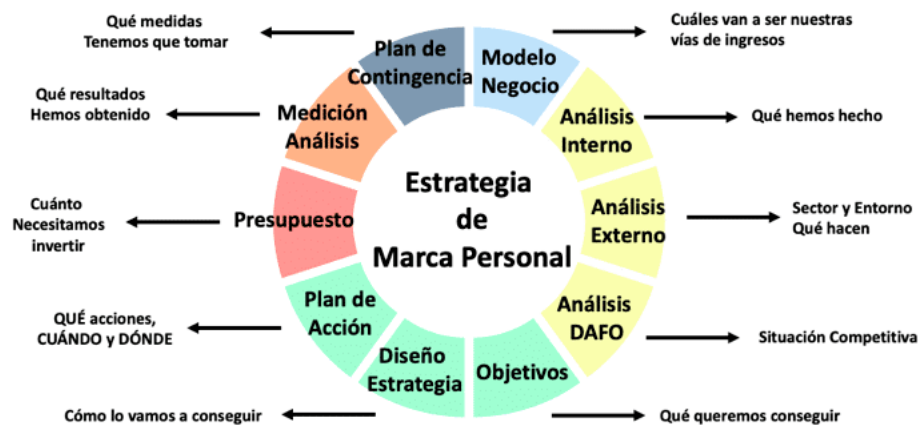 Estrategia
de
Marca Personal
Modelo
Negocio
Cuáles van a ser nuestras
vías de ingresos
Análisis
Interno
Qué hemos hecho
Análisis
Externo
Sector y Entorno
Qué hacen
Análisis
DAFO
Situación Competitiva
Objetivos
Qué queremos conseguir
Diseño
Estrategia
Cómo lo vamos a conseguir
Plan de
Acción
QUÉ acciones,
CUÁNDO y DÓNDE
Presupuesto
Cuánto
Necesitamos
invertir
Medición
Análisis
Qué resultados
Hemos obtenido
Plan de
Contingencia
Qué medidas
Tenemos que tomar